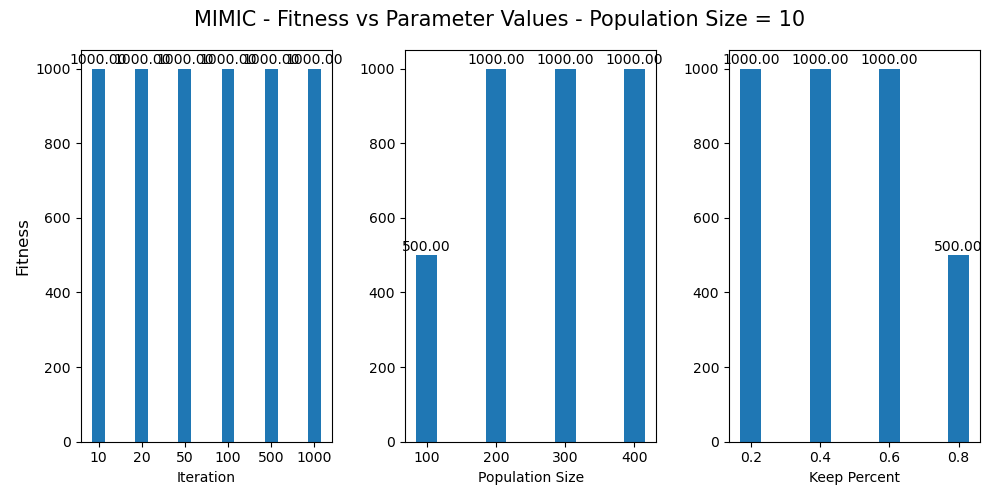 MIMIC - Fitness vs Parameter Values - Population Size = 10
Fitness
1000.00 1000.00 1000.00 1000.00 1000.00 1000.00
1000
800
600
400
200
0
10 20 50 100 500 1000
Iteration
1000.00 1000.00 1000.00
500.00
1000
800
600
400
200
0
100 200 300 400
Population Size
1000.00 1000.00 1000.00
500.00
1000
800
600
400
200
0
0.2 0.4 0.6 0.8
Keep Percent